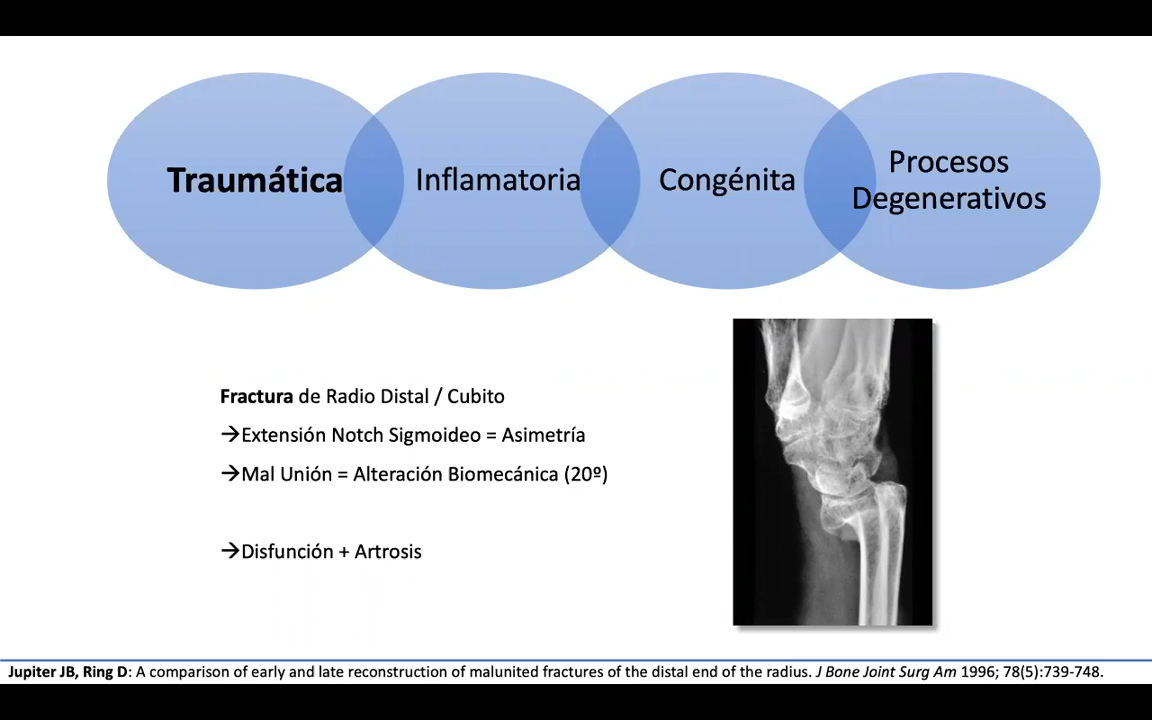 Traumática
Inflamatoria
Congénita
Procesos
Degenerativos
Fractura de Radio Distal / Cubito
→Extensión Notch Sigmoideo = Asimetría
→Mal Unión = Alteración Biomecánica (20º)
→Disfunción + Artrosis
Jupiter JB, Ring D: A comparison of early and late reconstruction of malunited fractures of the distal end of the radius. J Bone Joint Surg Am 1996; 78(5):739-748.